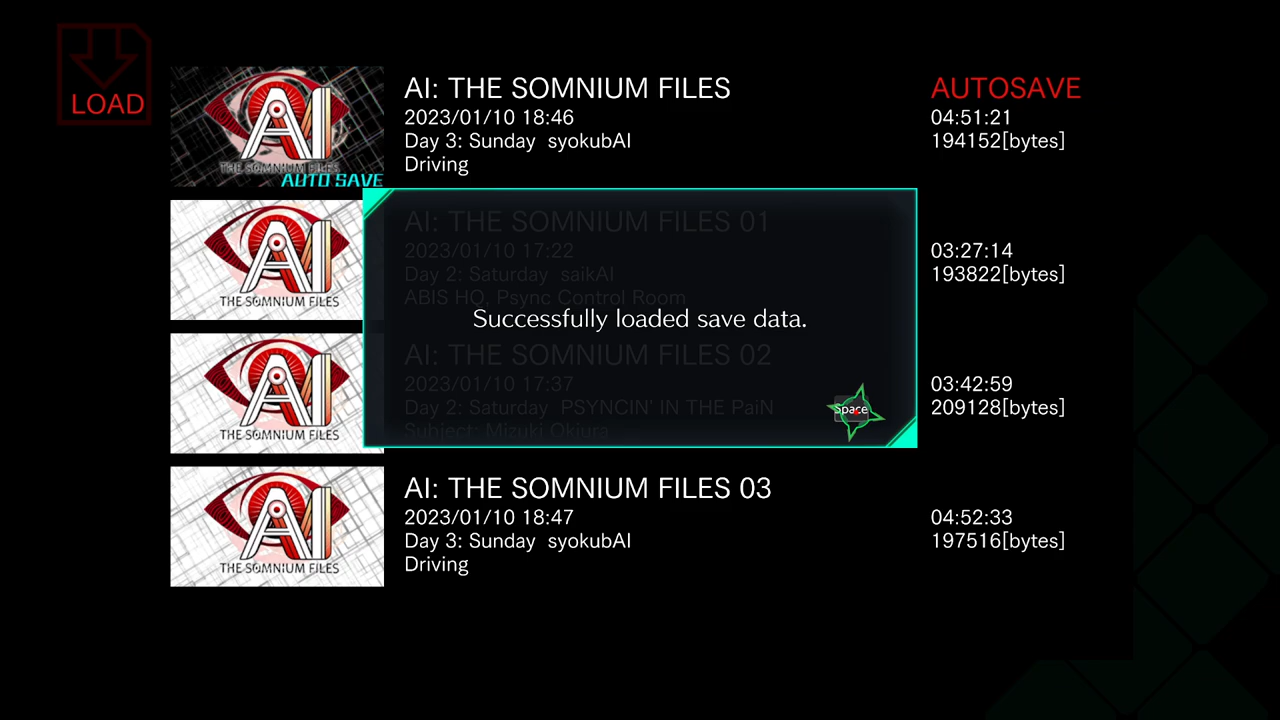 LOAD
AI
THE SOMNIUM FILES
AUTO SAVE
AI: THE SOMNIUM FILES
AUTOSAVE
2023/01/10 18:46
04:51:21
Day 3: Sunday syokubAI
194152[bytes]
Driving
AI
THE SOMNIUM FILES
AI: THE SOMNIUM FILES 01
2023/01/10 17:22
03:27:14
Day 2: Saturday saikAI
193822[bytes]
ABIS HQ, Psync Control Room
Successfully loaded save data.
AI
THE SOMNIUM FILES
AI: THE SOMNIUM FILES 02
2023/01/10 17:37
03:42:59
Day 2: Saturday PSYNCIN' IN THE PaiN
209128[bytes]
Space
Subject: Mizuki Okiura
AI
THE SOMNIUM FILES
AI: THE SOMNIUM FILES 03
2023/01/10 18:47
04:52:33
Day 3: Sunday syokubAI
197516[bytes]
Driving